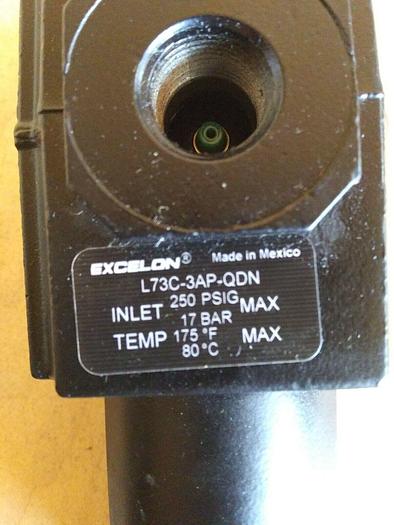 EXCELON® Made in Mexico
L73C-3AP-QDN
INLET 250 PSIG MAX
17 BAR
TEMP 175 °F MAX
80 °C